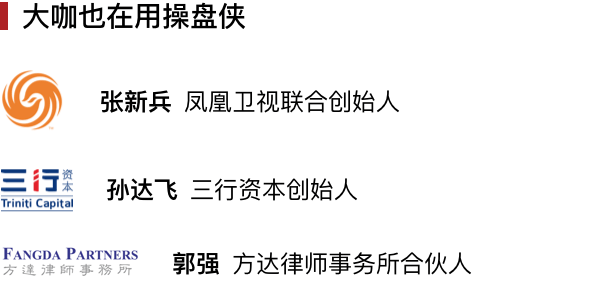 大咖也在用操盘侠
张新兵 凤凰卫视联合创始人
三行资本
Triniti Capital
孙达飞 三行资本创始人
FANGDA PARTNERS
方達律師事務所
郭强 方达律师事务所合伙人